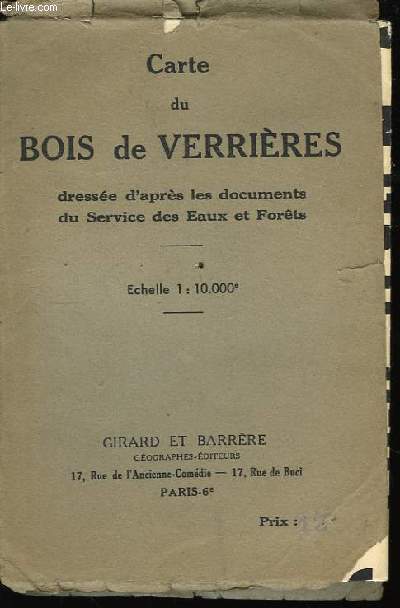 Le-livre.com
Carte
du
BOIS de VERRIÈRES
dressée d'après les documents
du Service des Eaux et Forêts
Echelle 1 : 10.000e
GIRARD ET BARRÈRE
GÉOGRAPHES-ÉDITEURS
17, Rue de l'Ancienne-Comédie — 17, Rue de Buci
PARIS-6e
Prix :